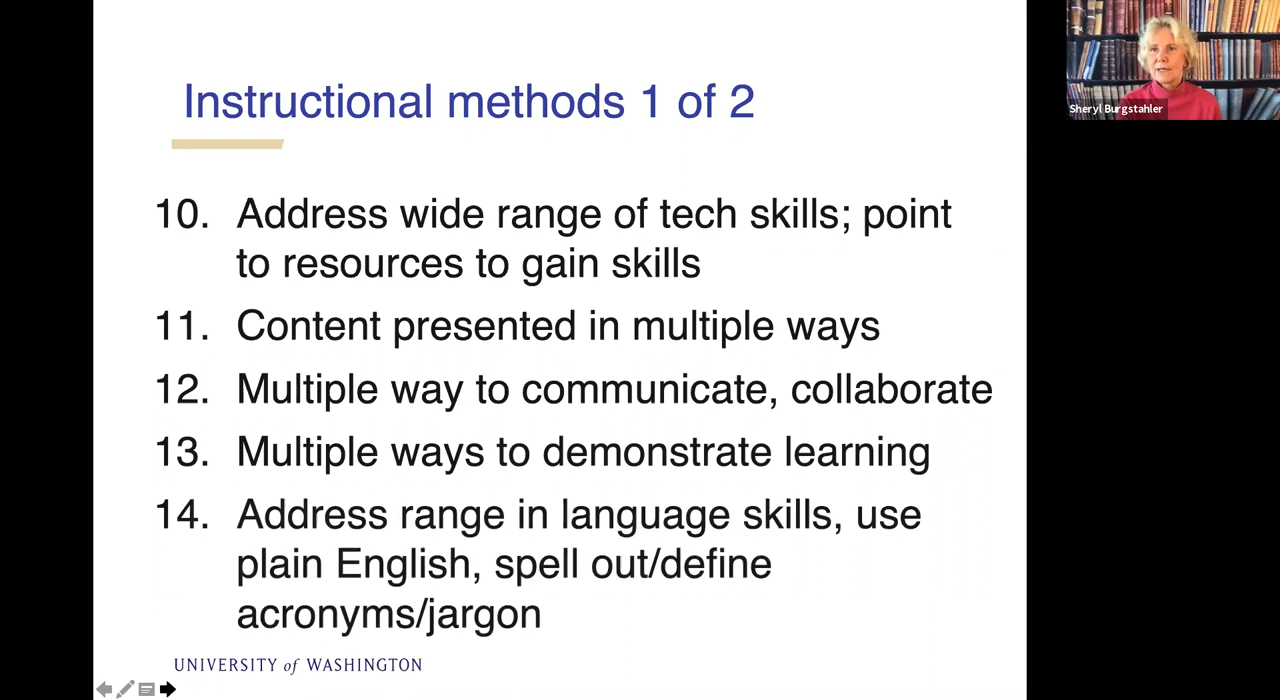 Instructional methods 1 of 2
Sheryl Burgstahler
10. Address wide range of tech skills; point
to resources to gain skills
11. Content presented in multiple ways
12. Multiple way to communicate, collaborate
13. Multiple ways to demonstrate learning
14. Address range in language skills, use
plain English, spell out/define
acronyms/jargon
UNIVERSITY of WASHINGTON